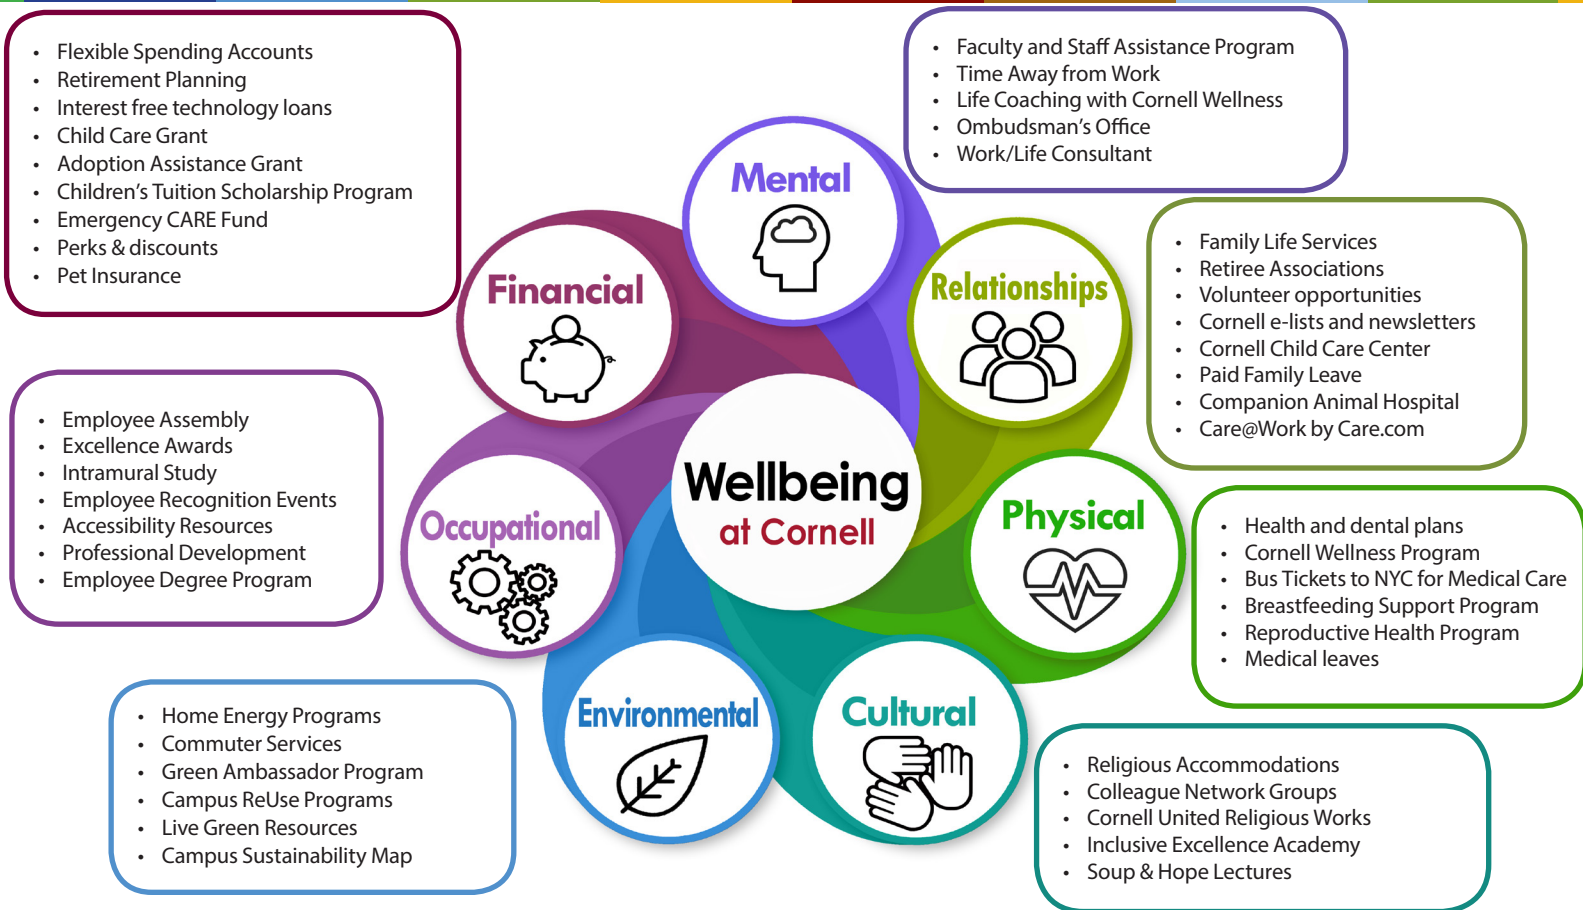 • Flexible Spending Accounts
• Retirement Planning
• Interest free technology loans
• Child Care Grant
• Adoption Assistance Grant
• Children's Tuition Scholarship Program
• Emergency CARE Fund
• Perks & discounts
• Pet Insurance
• Faculty and Staff Assistance Program
• Time Away from Work
• Life Coaching with Cornell Wellness
• Ombudsman's Office
• Work/Life Consultant
Mental
Financial
Relationships
• Family Life Services
• Retiree Associations
• Volunteer opportunities
• Cornell e-lists and newsletters
• Cornell Child Care Center
• Paid Family Leave
• Companion Animal Hospital
• Care@Work by Care.com
• Employee Assembly
• Excellence Awards
• Intramural Study
• Employee Recognition Events
• Accessibility Resources
• Professional Development
• Employee Degree Program
Occupational
Wellbeing
at Cornell
Physical
• Health and dental plans
• Cornell Wellness Program
• Bus Tickets to NYC for Medical Care
• Breastfeeding Support Program
• Reproductive Health Program
• Medical leaves
• Home Energy Programs
• Commuter Services
• Green Ambassador Program
• Campus ReUse Programs
• Live Green Resources
• Campus Sustainability Map
Environmental
Cultural
• Religious Accommodations
• Colleague Network Groups
• Cornell United Religious Works
• Inclusive Excellence Academy
• Soup & Hope Lectures